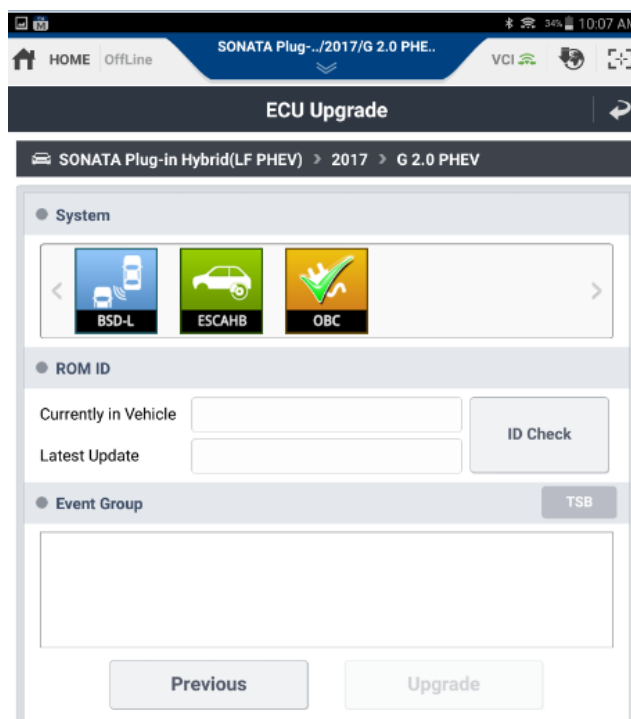 34% 10:07 AM
HOME OffLine SONATA Plug-../2017/G 2.0 PHE.. VCI
ECU Upgrade
SONATA Plug-in Hybrid(LF PHEV) > 2017 > G 2.0 PHEV
System
BSD-L ESCAHB OBC
ROM ID
Currently in Vehicle
ID Check
Latest Update
Event Group TSB
Previous Upgrade